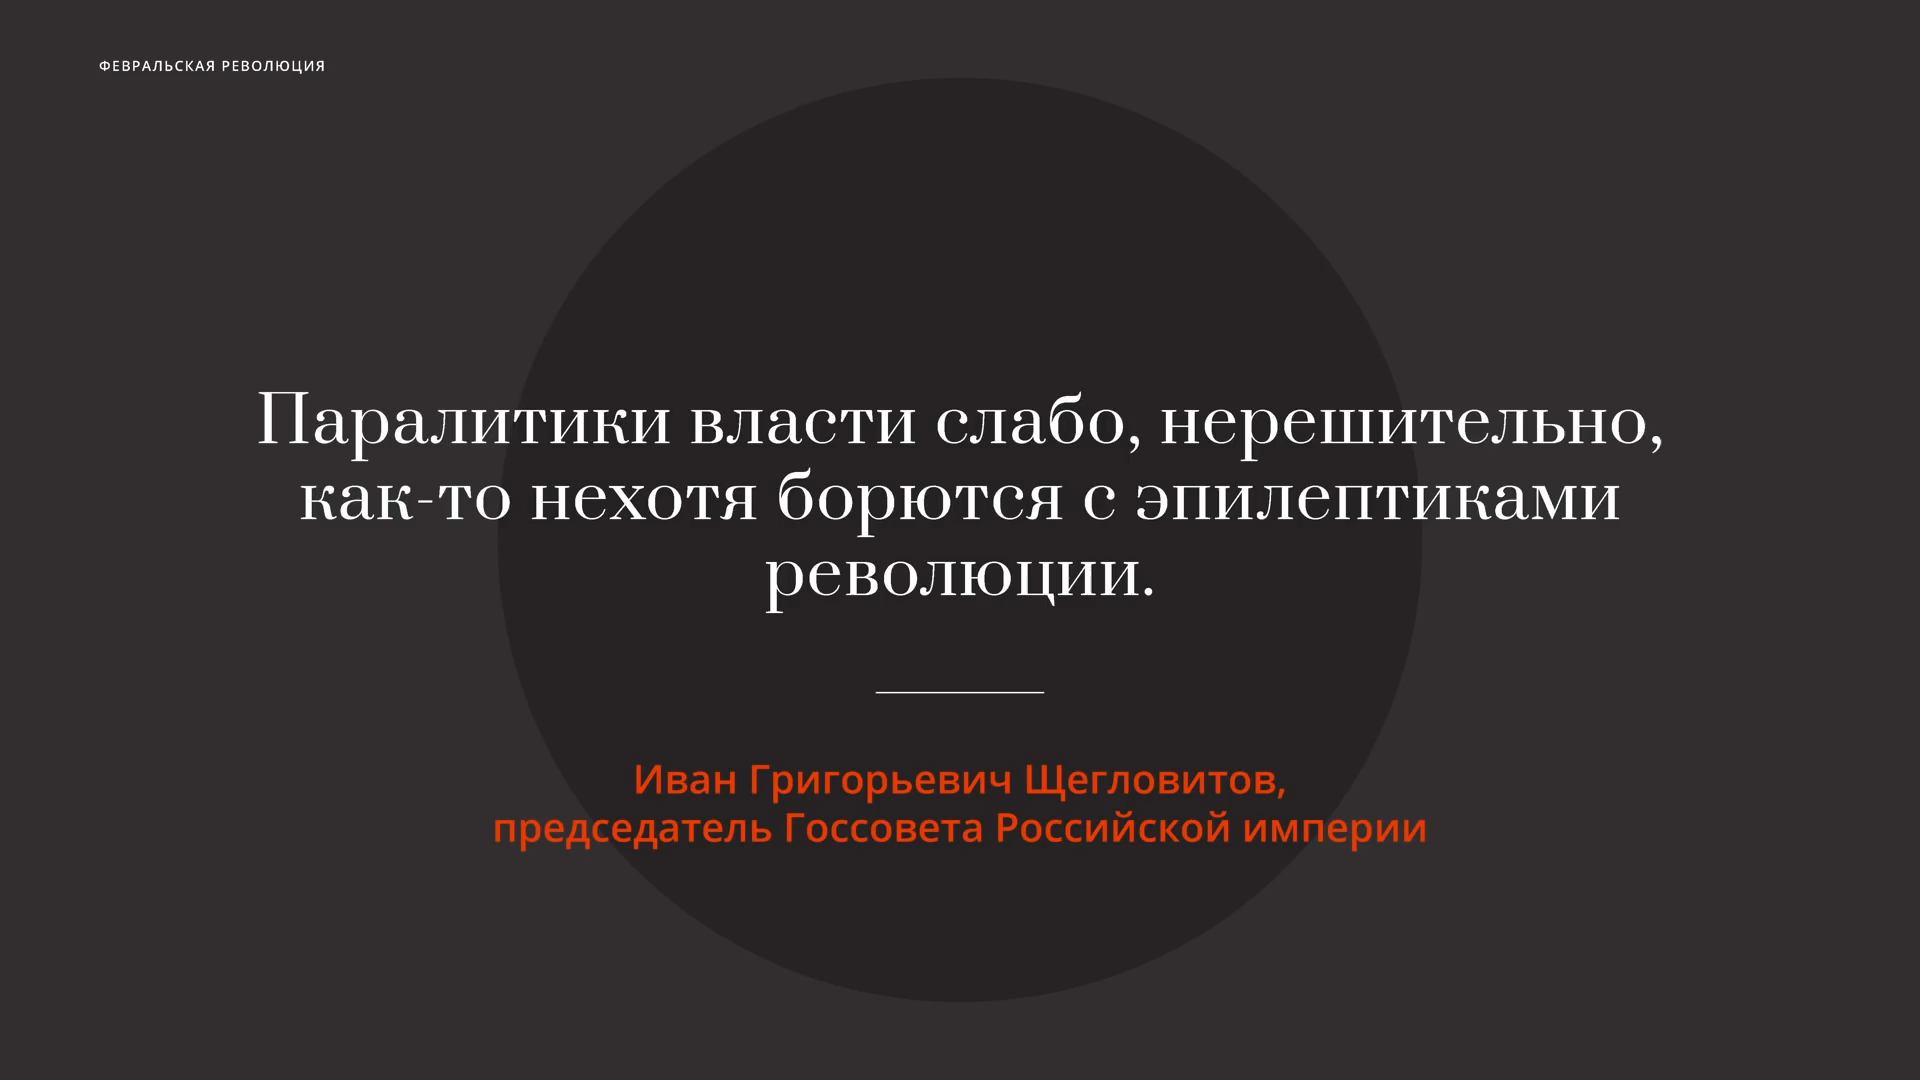 ФЕВРАЛЬСКАЯ РЕВОЛЮЦИЯ
Паралитики власти слабо, нерешительно,
как-то нехотя борются с эпилептиками
революции.
Иван Григорьевич Щегловитов,
председатель Госсовета Российской империи